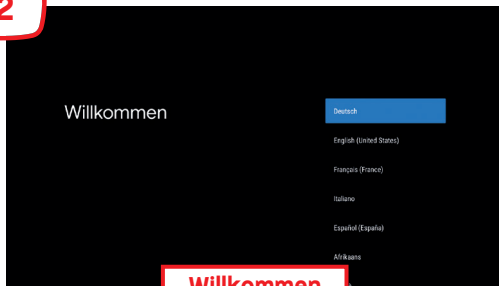 2
Willkommen
Deutsch
English (United States)
Français (France)
Italiano
Español (España)
Afrikaans
Willkommen